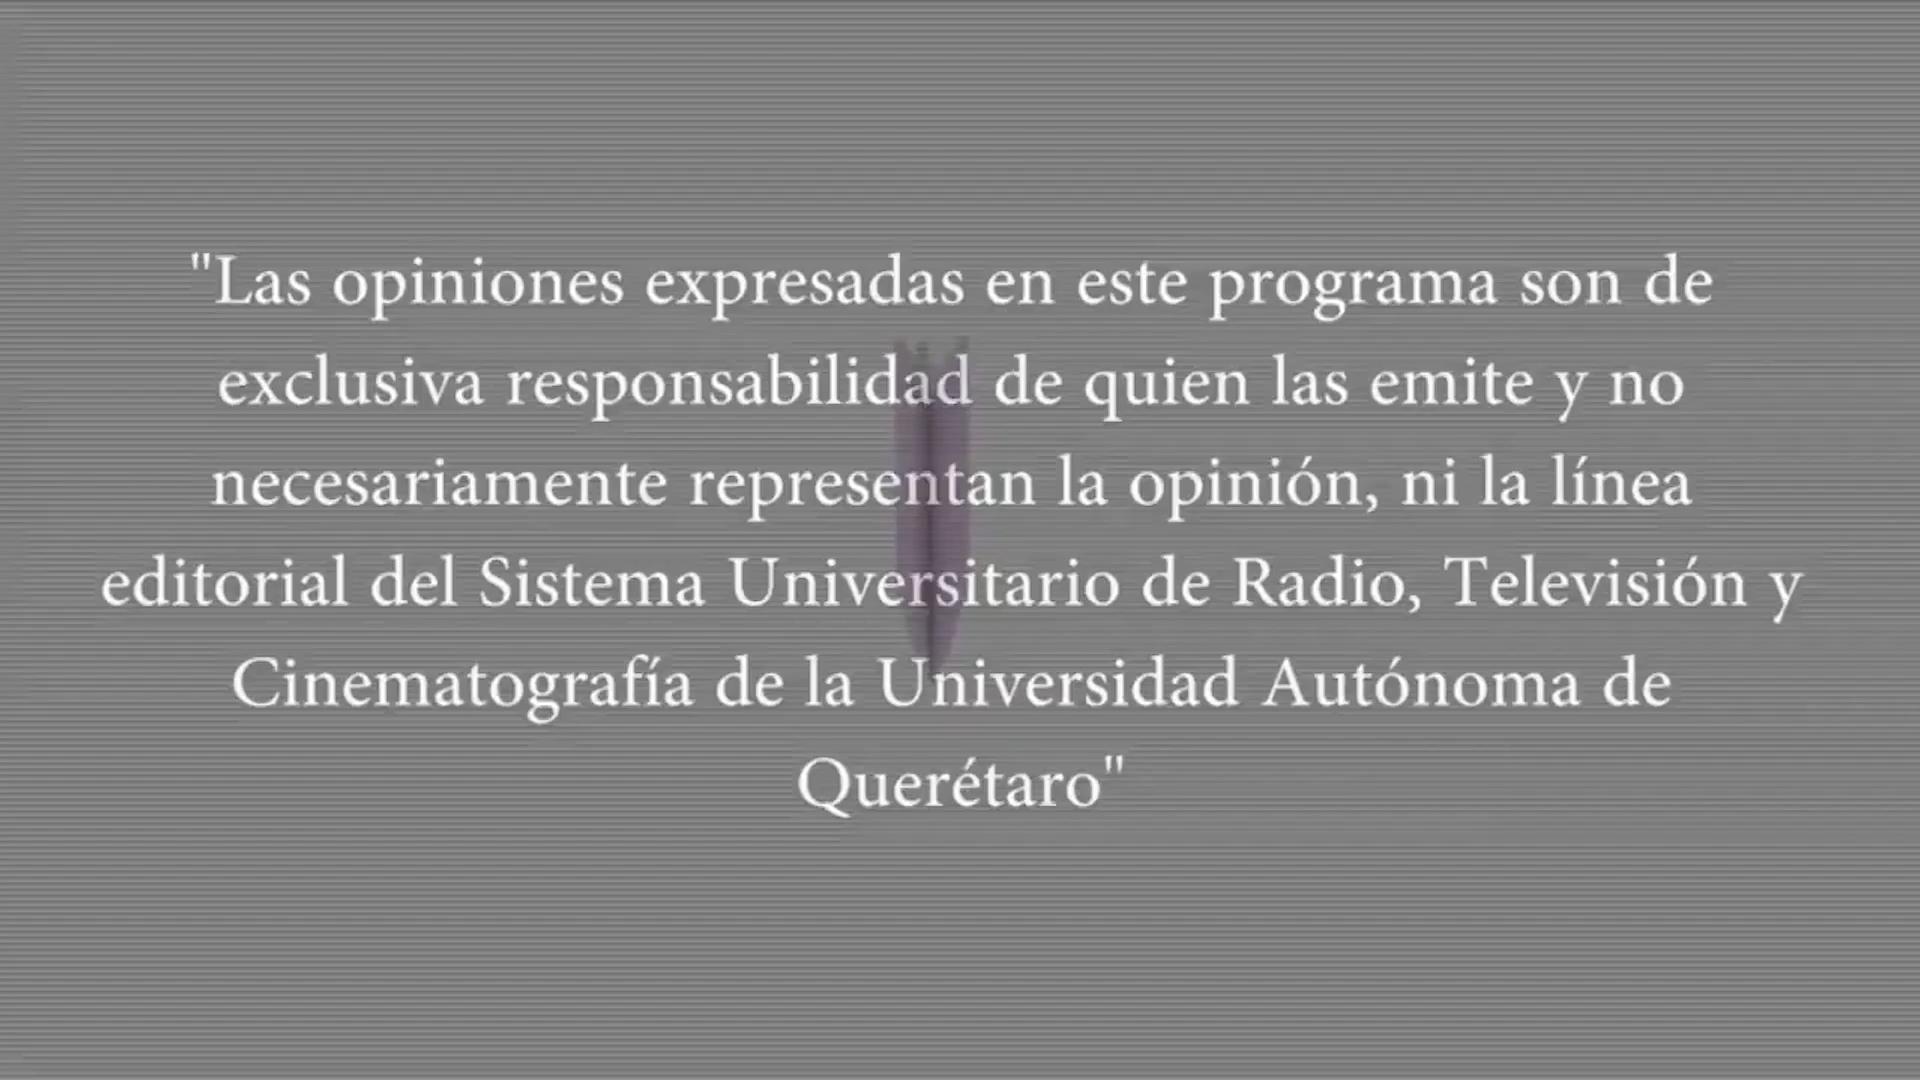 "Las opiniones expresadas en este programa son de
exclusiva responsabilidad de quien las emite y no
necesariamente representan la opinión, ni la línea
editorial del Sistema Universitario de Radio, Televisión y
Cinematografía de la Universidad Autónoma de
Querétaro"